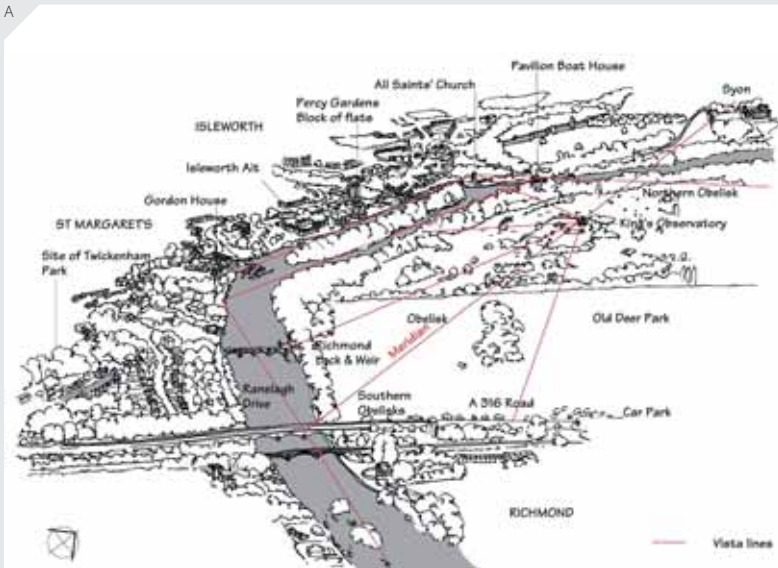 A
Pavilion Boat House
All Saints' Church
Syon
Percy Gardens
Block of flats
ISLEWORTH
Isleworth Ait
Northern Obelisk
Gordon House
King's Observatory
ST MARGARETS
Site of Twickenham
Park
Obelisk
Old Deer Park
Meridian
Richmond
Lock & Weir
Ranelagh
Drive
Southern
Obelisks
A 316 Road
Car Park
RICHMOND
Vista lines